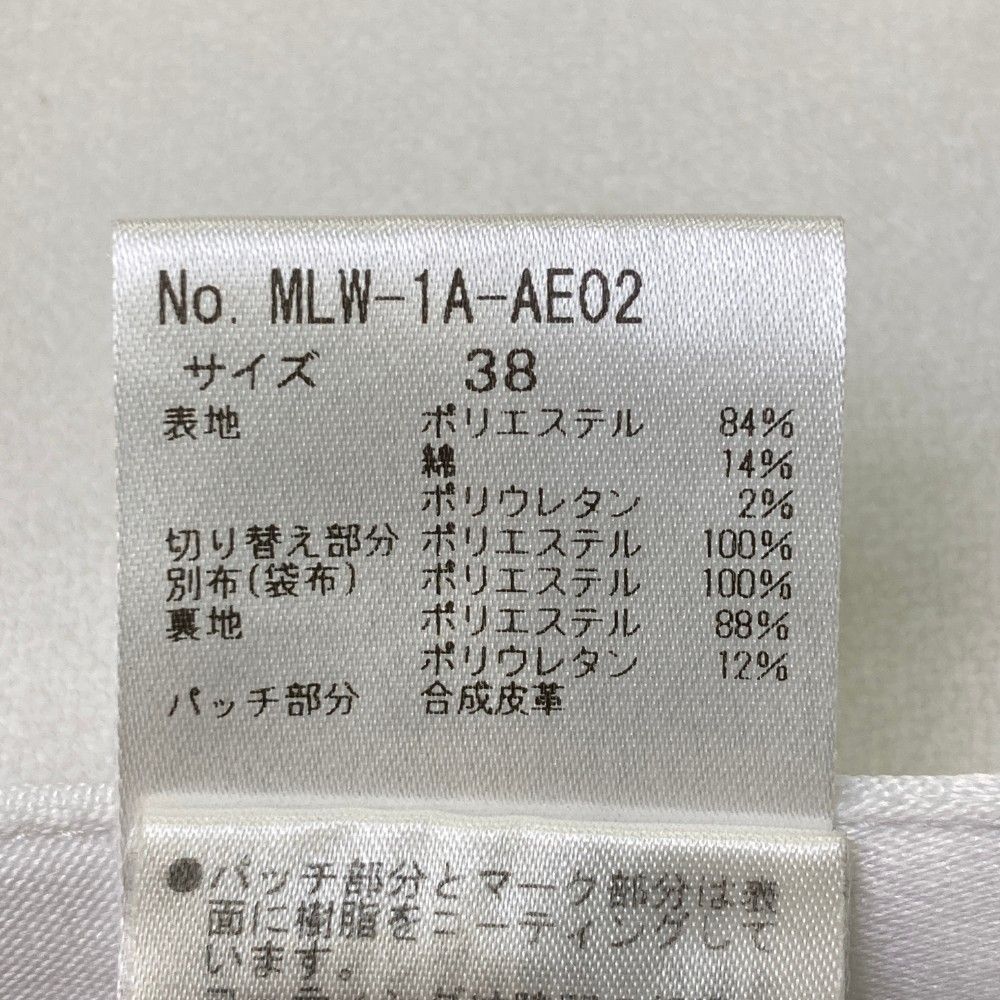 No. MLW-1A-AE02
サイズ 38
表地 ポリエステル 84%
綿 14%
ポリウレタン 2%
切り替え部分 ポリエステル 100%
別布(袋布) ポリエステル 100%
裏地 ポリエステル 88%
ポリウレタン 12%
パッチ部分 合成皮革
●パッチ部分とマーク部分は表
面に樹脂をコーティングして
います。